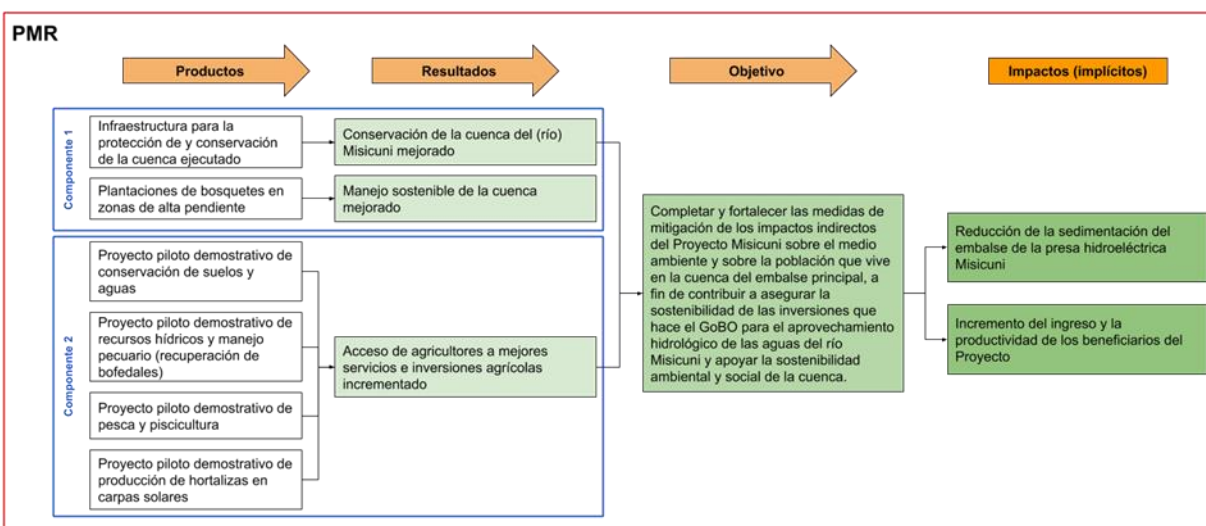 PMR
Productos
Resultados
Objetivo
Impactos (implícitos)
Componente 1
Infraestructura para la
protección de y conservación
de la cuenca ejecutado
Conservación de la cuenca del (río)
Misicuni mejorado
Plantaciones de bosquetes en
zonas de alta pendiente
Manejo sostenible de la cuenca
mejorado
Componente 2
Proyecto piloto demostrativo de
conservación de suelos y
aguas
Proyecto piloto demostrativo de
recursos hídricos y manejo
pecuario (recuperación de
bofedales)
Proyecto piloto demostrativo de
pesca y piscicultura
Proyecto piloto demostrativo de
producción de hortalizas en
carpas solares
Acceso de agricultores a mejores
servicios e inversiones agrícolas
incrementado
Completar y fortalecer las medidas de
mitigación de los impactos indirectos
del Proyecto Misicuni sobre el medio
ambiente y sobre la población que vive
en la cuenca del embalse principal, a
fin de contribuir a asegurar la
sostenibilidad de las inversiones que
hace el GoBO para el aprovechamiento
hidrológico de las aguas del río
Misicuni y apoyar la sostenibilidad
ambiental y social de la cuenca.
Reducción de la sedimentación del
embalse de la presa hidroeléctrica
Misicuni
Incremento del ingreso y la
productividad de los beneficiarios del
Proyecto